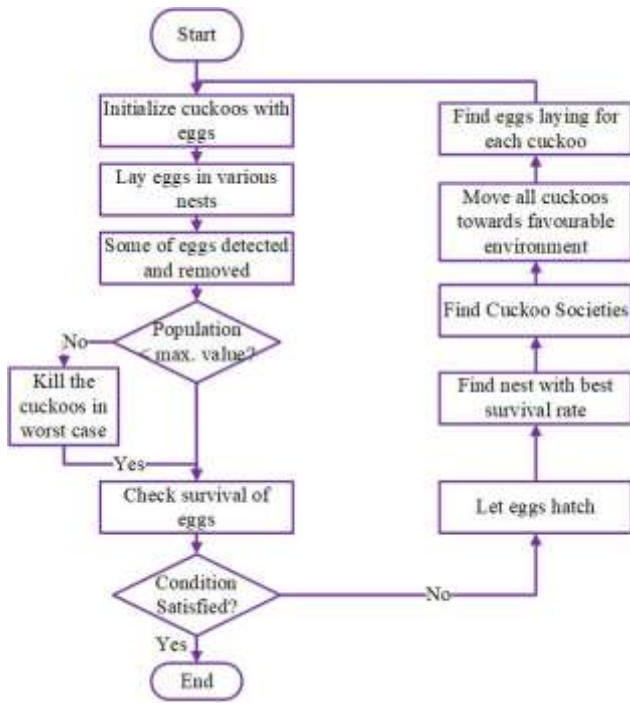 Start
Initialize cuckoos with
eggs
Lay eggs in various
nests
Some of eggs detected
and removed
Population
< max. value?
No
Kill the
cuckoos in
worst case
Yes
Check survival of
eggs
Condition
Satisfied?
Yes
End
No
Let eggs hatch
Find nest with best
survival rate
Find Cuckoo Societies
Move all cuckoos
towards favourable
environment
Find eggs laying for
each cuckoo